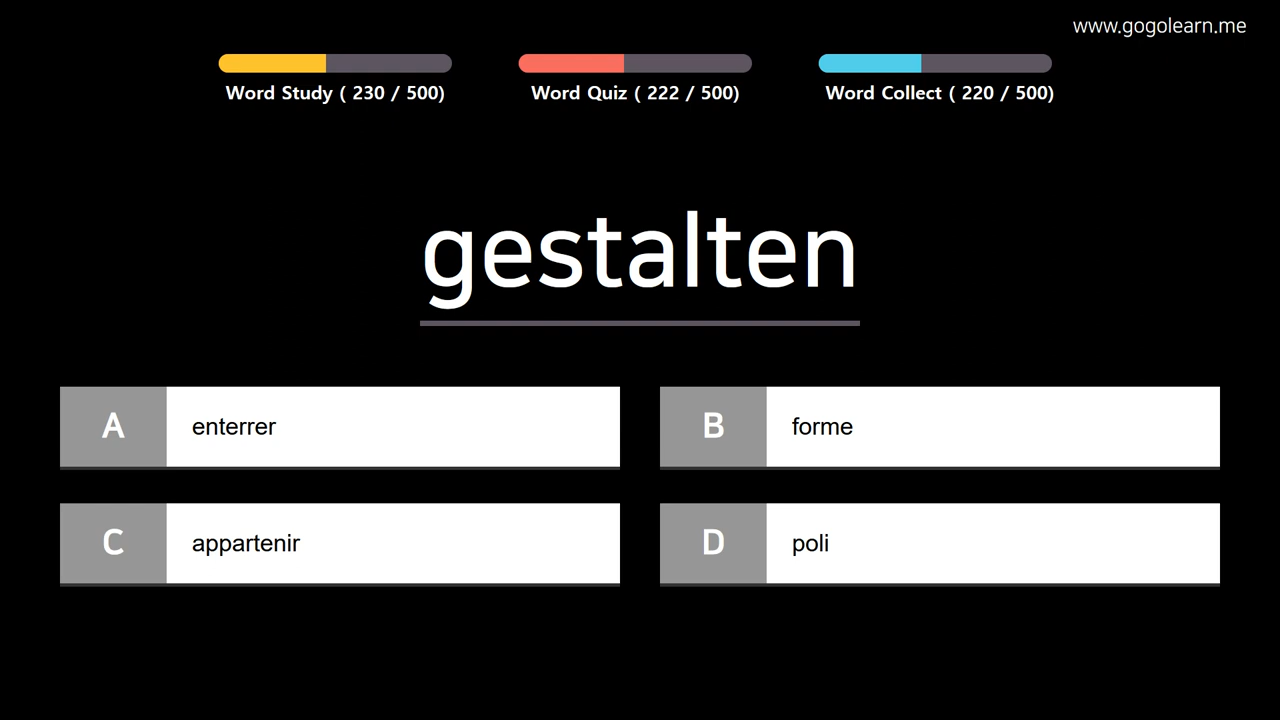 www.gogolearn.me
Word Study ( 230 / 500)
Word Quiz ( 222 / 500)
Word Collect ( 220 / 500)
gestalten
A
enterrer
B
forme
C
appartenir
D
poli